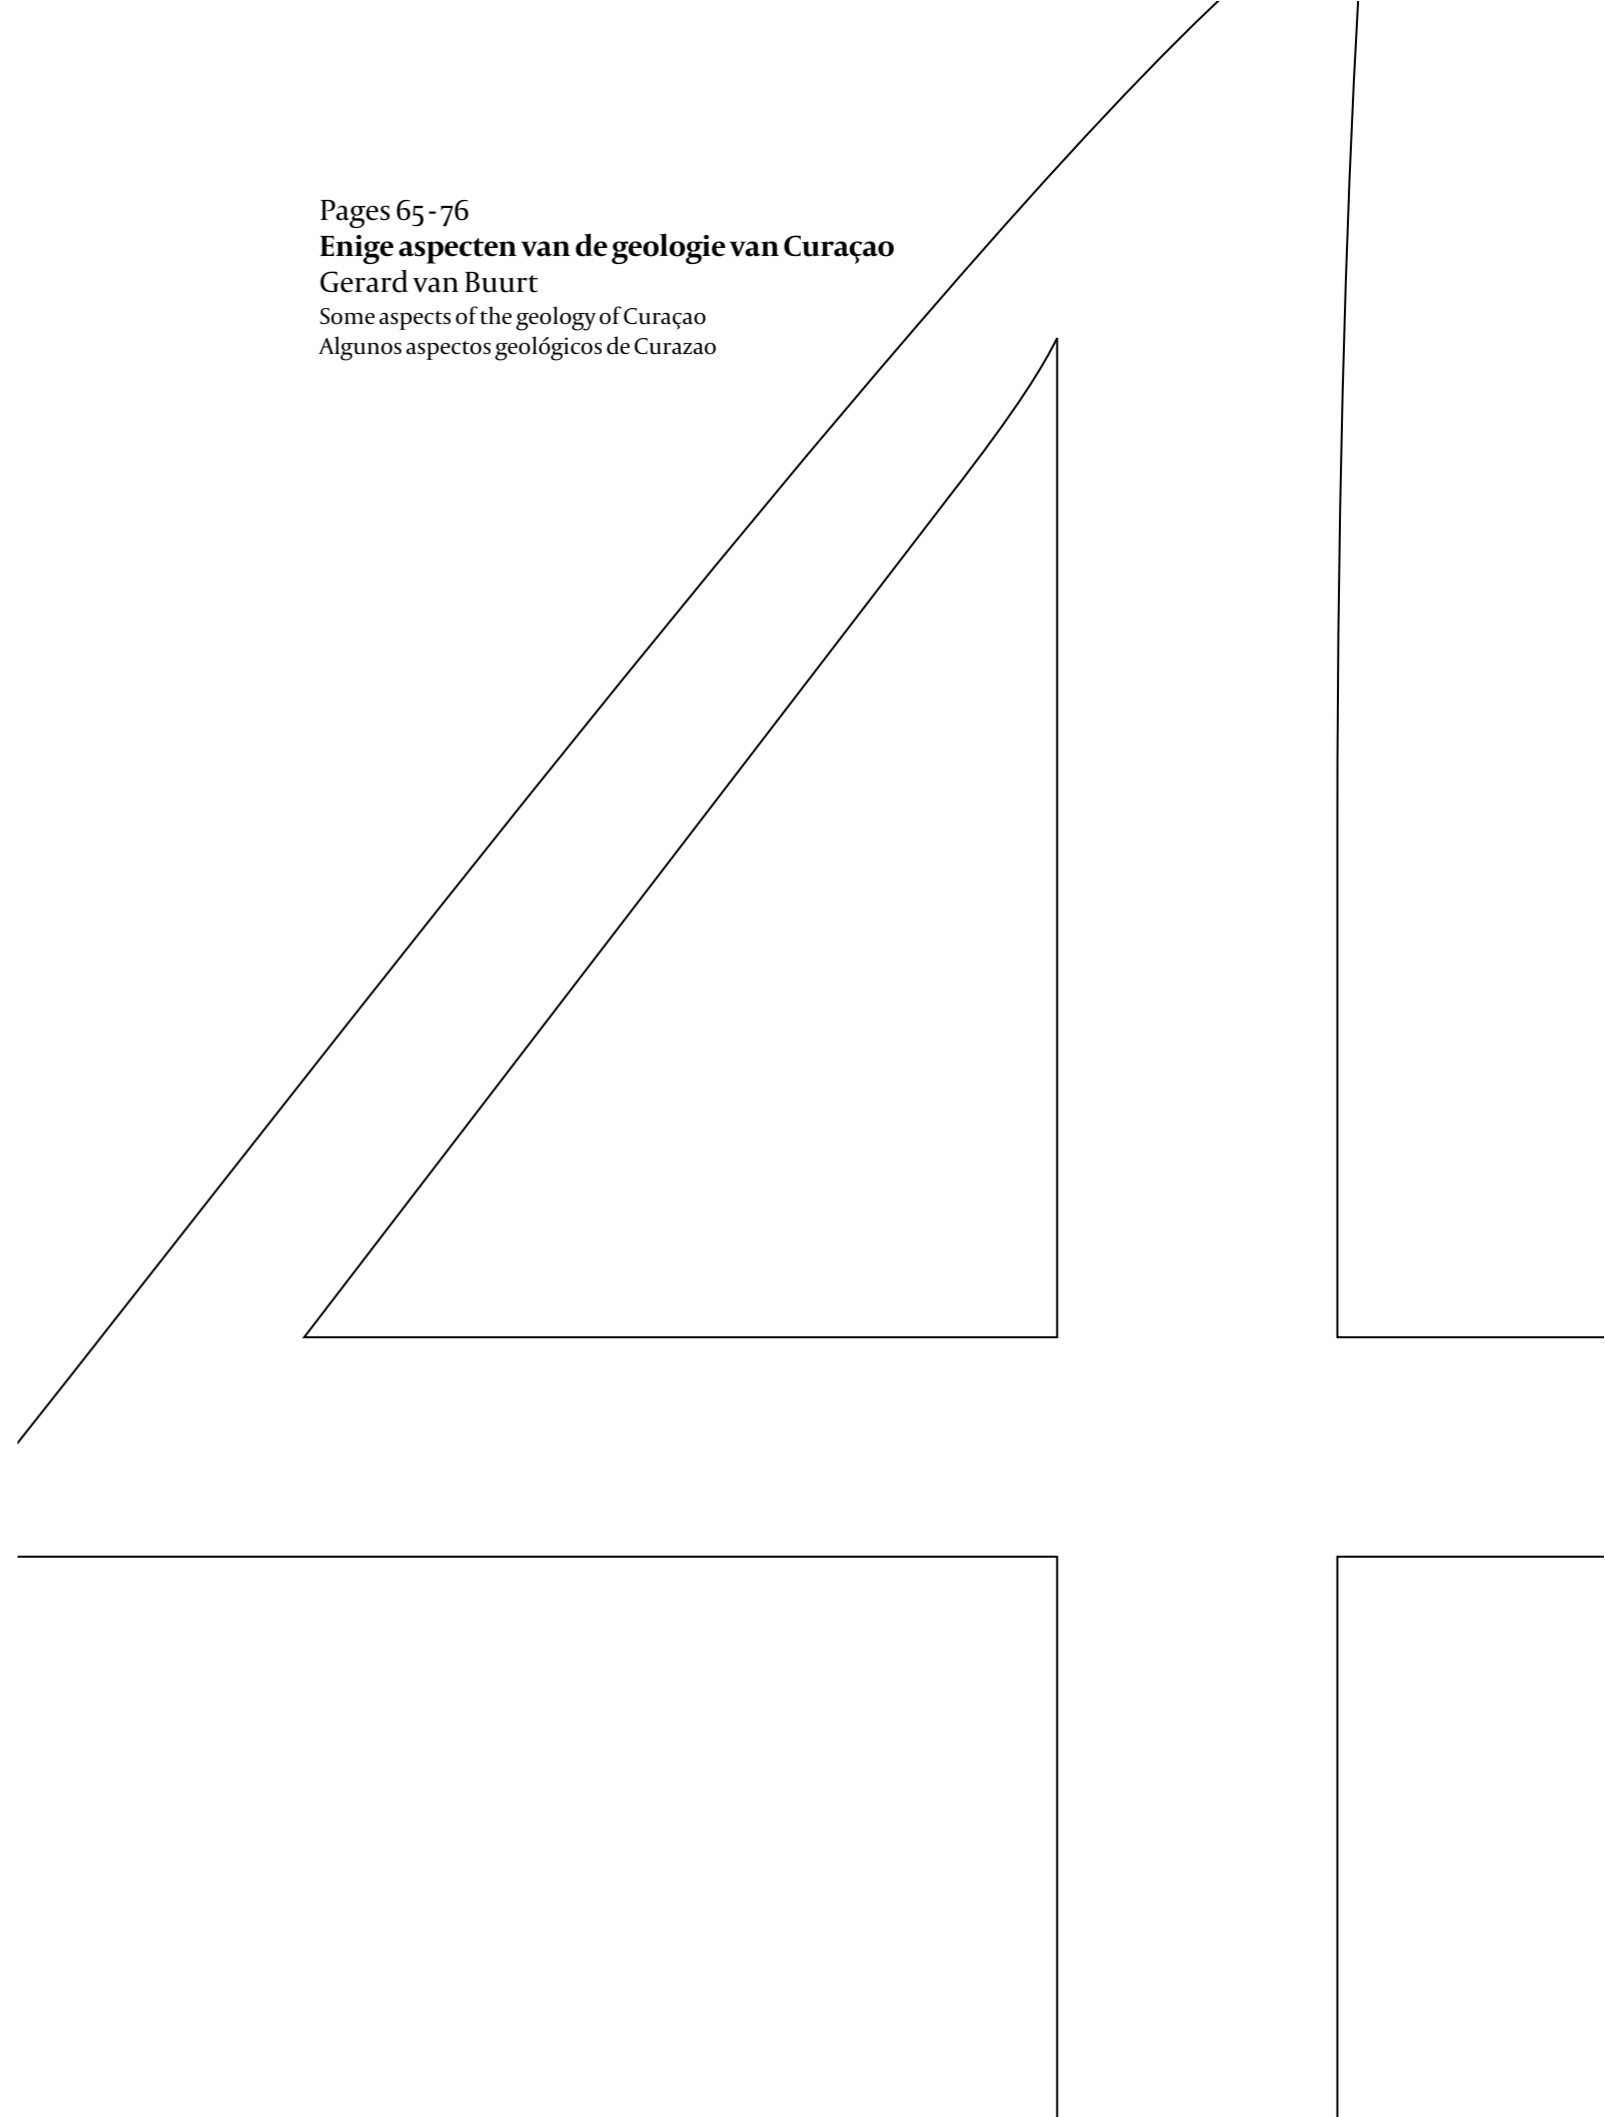 Pages 65-76
Enige aspecten van de geologie van Curaçao
Gerard van Buurt
Some aspects of the geology of Curaçao
Algunos aspectos geológicos de Curazao
4